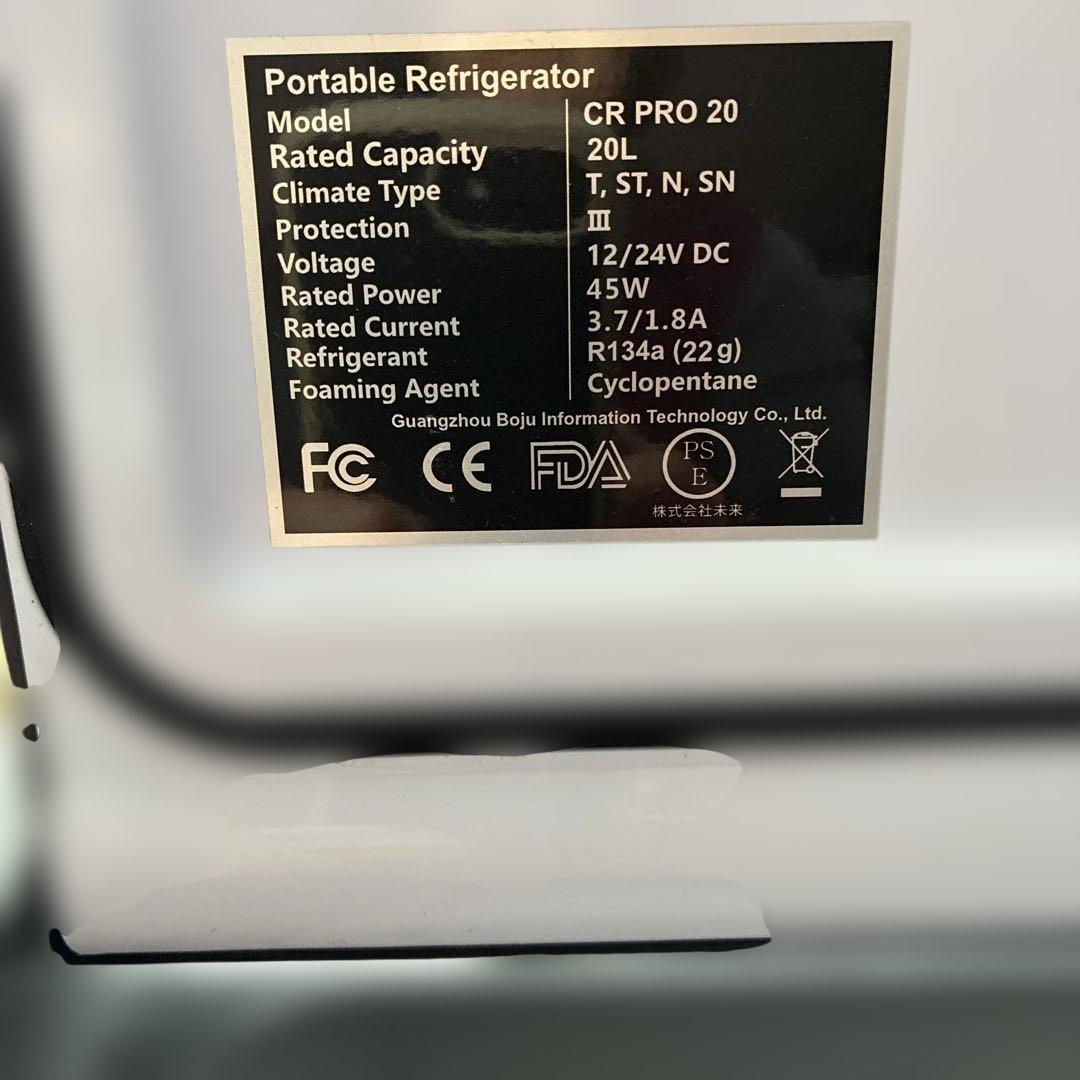 Portable Refrigerator
Model CR PRO 20
Rated Capacity 20L
Climate Type T, ST, N, SN
Protection III
Voltage 12/24V DC
Rated Power 45W
Rated Current 3.7/1.8A
Refrigerant R134a (22g)
Foaming Agent Cyclopentane
Guangzhou Boju Information Technology Co., Ltd.
FC CE FDA PS E
株式会社未来